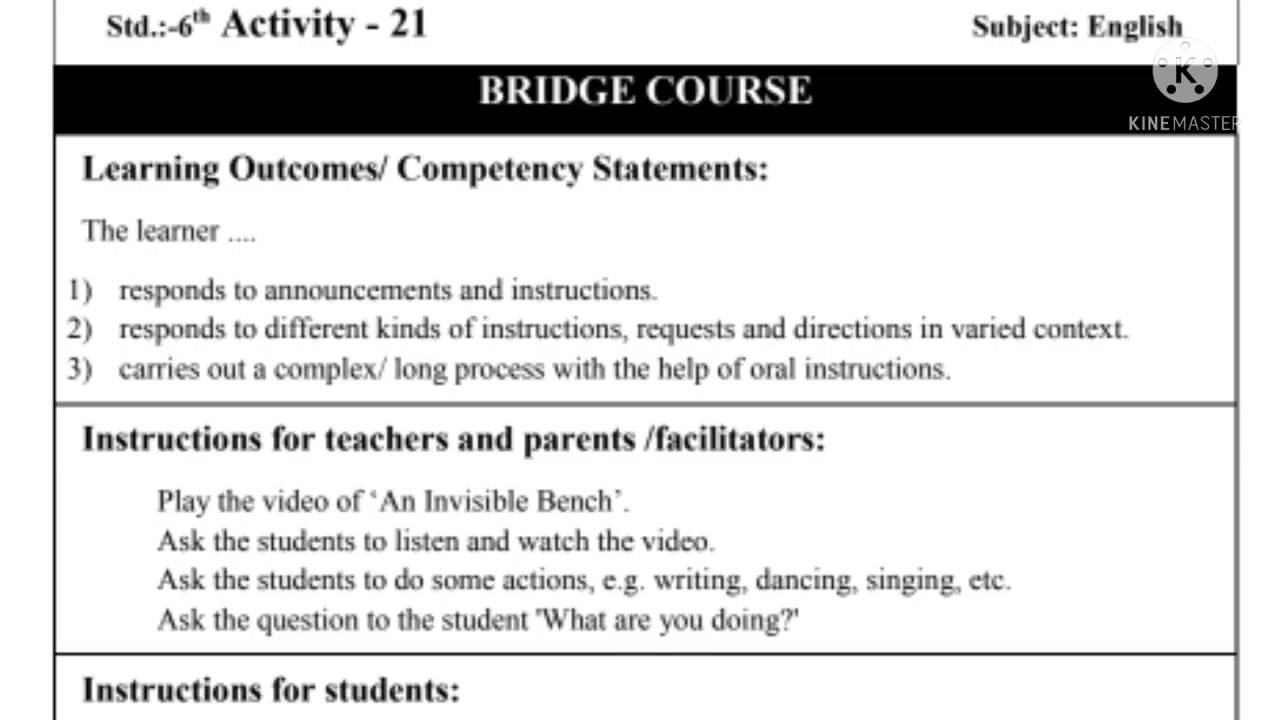 Std.:-6th Activity - 21 Subject: English
BRIDGE COURSE
KINEMASTER
Learning Outcomes/ Competency Statements:
The learner ....
1) responds to announcements and instructions.
2) responds to different kinds of instructions, requests and directions in varied context.
3) carries out a complex/ long process with the help of oral instructions.
Instructions for teachers and parents /facilitators:
Play the video of ‘An Invisible Bench’.
Ask the students to listen and watch the video.
Ask the students to do some actions, e.g. writing, dancing, singing, etc.
Ask the question to the student 'What are you doing?'
Instructions for students: